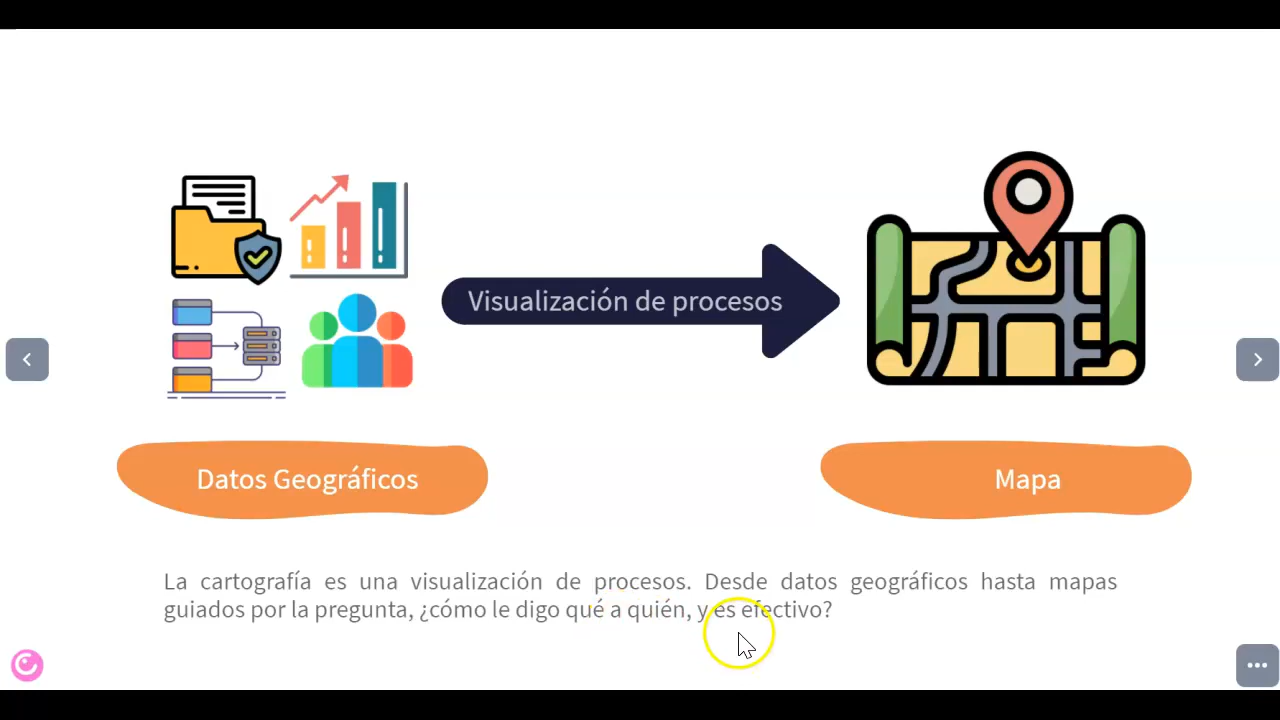 Visualización de procesos
Datos Geográficos
Mapa
La cartografía es una visualización de procesos. Desde datos geográficos hasta mapas
guiados por la pregunta, ¿cómo le digo qué a quién, y es efectivo?